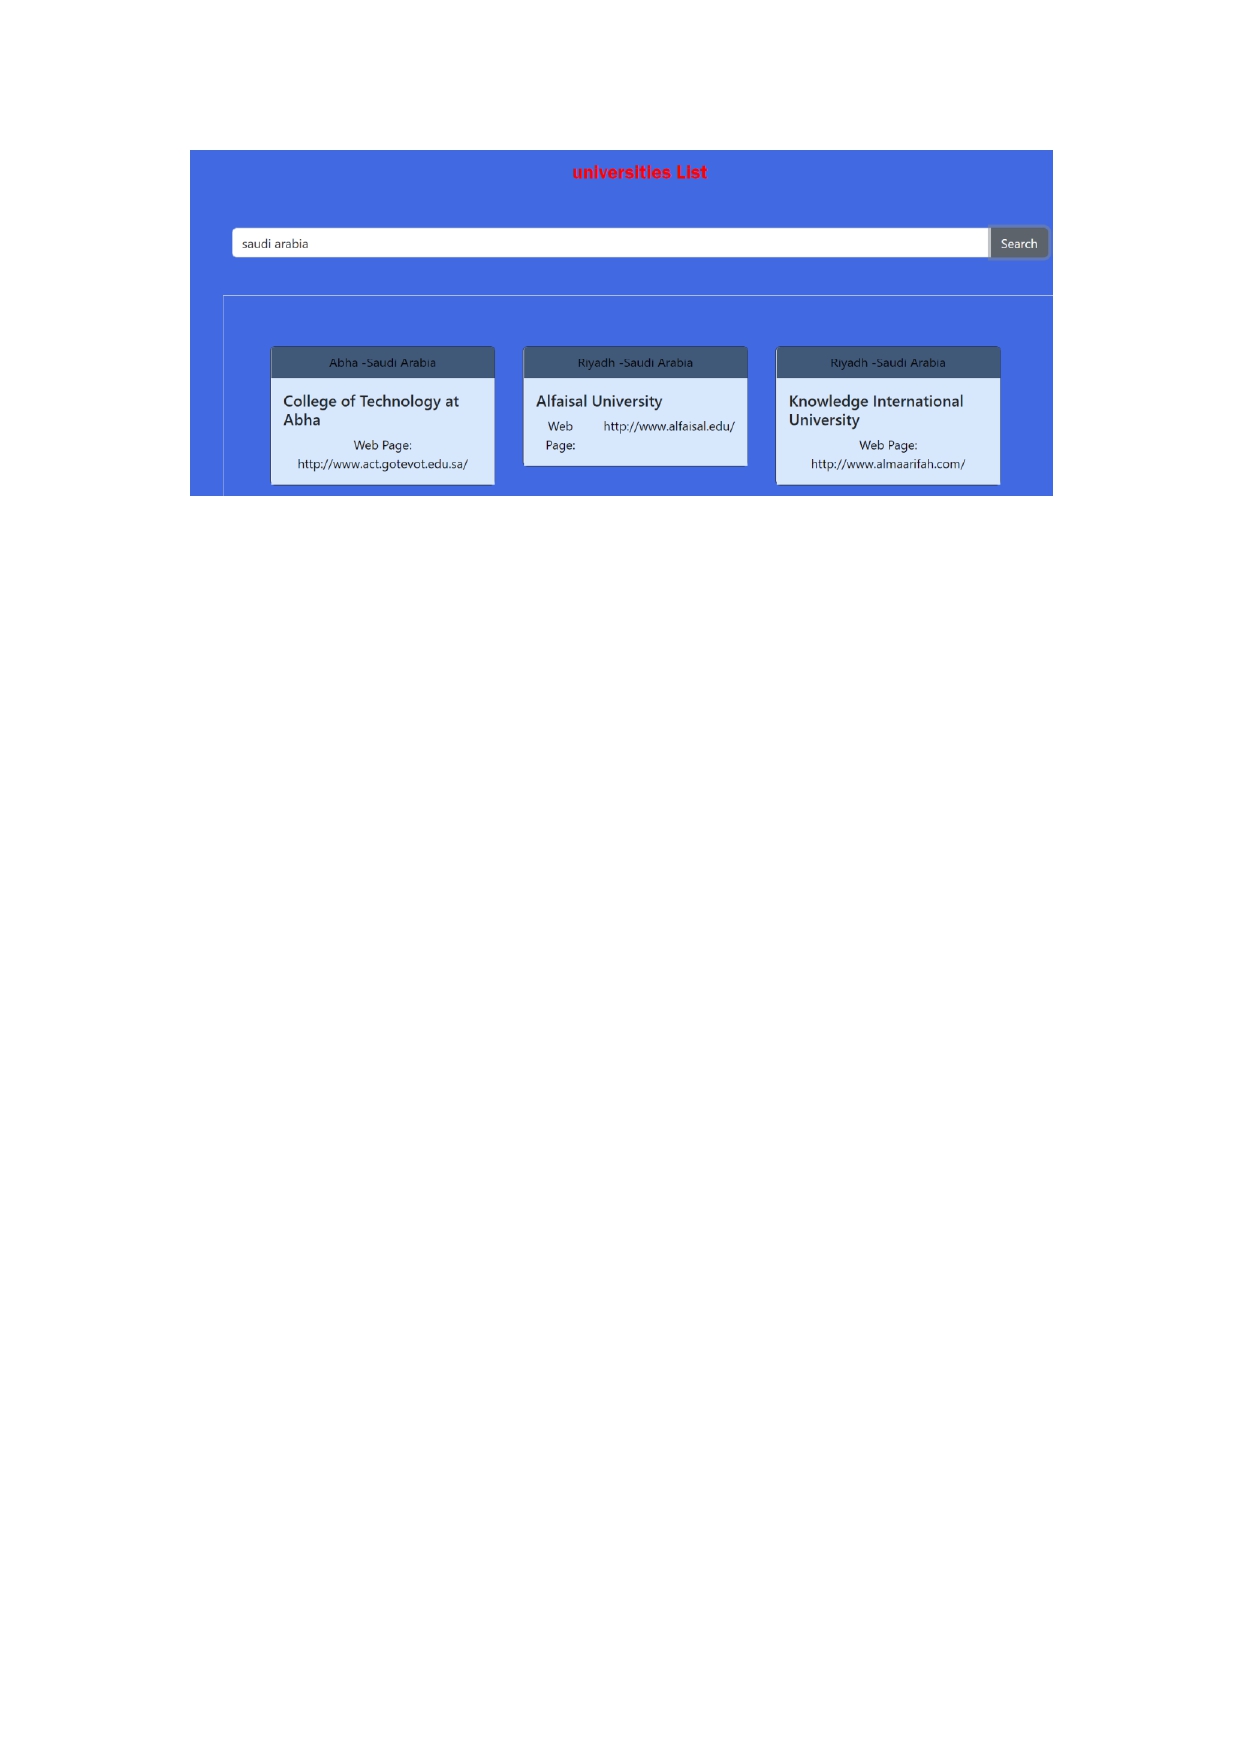 universities List
saudi arabia
Search
Abha -Saudi Arabia
College of Technology at
Abha
Web Page:
http://www.act.gotevot.edu.sa/
Riyadh -Saudi Arabia
Alfaisal University
Web http://www.alfaisal.edu/
Page:
Riyadh -Saudi Arabia
Knowledge International
University
Web Page:
http://www.almaarifah.com/